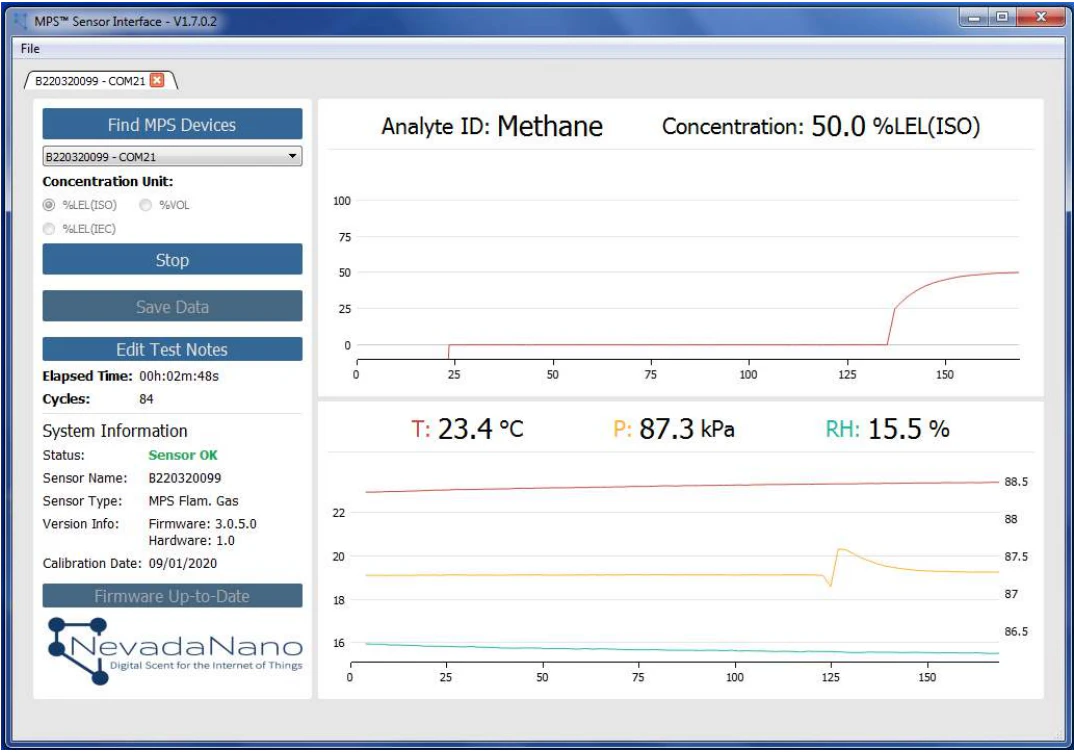 MPS™ Sensor Interface - V1.7.0.2
File
B220320099 - COM21
Find MPS Devices
B220320099 - COM21
Concentration Unit:
%LEL(ISO) %VOL
%LEL(IEC)
Stop
Save Data
Edit Test Notes
Elapsed Time: 00h:02m:48s
Cycles: 84
System Information
Status: Sensor OK
Sensor Name: B220320099
Sensor Type: MPS Flam. Gas
Version Info: Firmware: 3.0.5.0
Hardware: 1.0
Calibration Date: 09/01/2020
Firmware Up-to-Date
NevadaNano
Digital Scent for the Internet of Things
Analyte ID: Methane Concentration: 50.0 %LEL(ISO)
100
75
50
25
0
0 25 50 75 100 125 150
T: 23.4 °C P: 87.3 kPa RH: 15.5 %
22
20
18
16
88.5
88
87.5
87
86.5
0 25 50 75 100 125 150